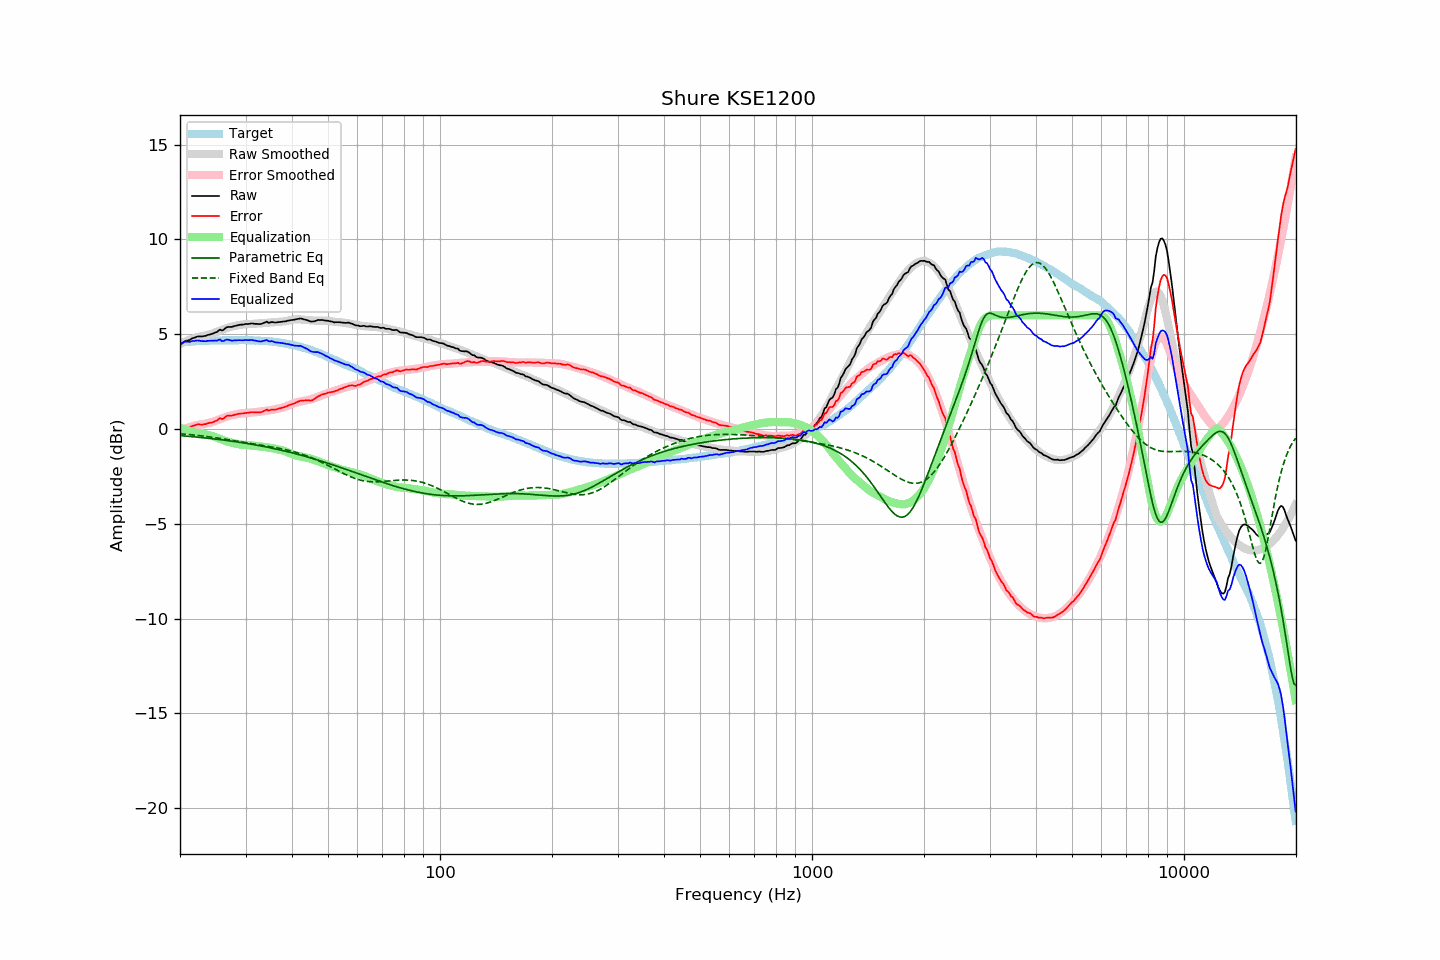 Shure KSE1200
Target
Raw Smoothed
Error Smoothed
Raw
Error
Equalization
Parametric Eq
Fixed Band Eq
Equalized
15
10
5
0
−5
−10
−15
−20
Amplitude (dBr)
100
1000
10000
Frequency (Hz)